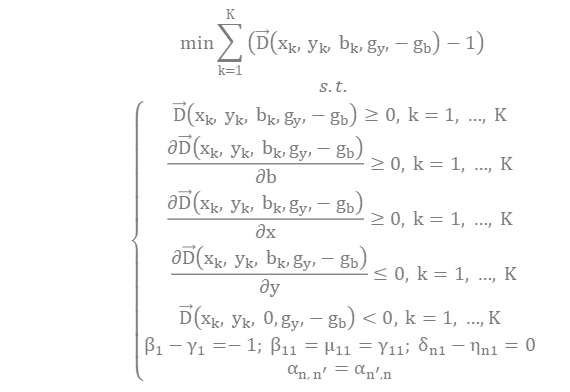 min ∑_{k=1}^{K} (D⃗(x_k, y_k, b_k, g_y, − g_b) − 1)
s. t.
D⃗(x_k, y_k, b_k, g_y, − g_b) ≥ 0, k = 1, …, K
∂D⃗(x_k, y_k, b_k, g_y, − g_b) / ∂b ≥ 0, k = 1, …, K
∂D⃗(x_k, y_k, b_k, g_y, − g_b) / ∂x ≥ 0, k = 1, …, K
∂D⃗(x_k, y_k, b_k, g_y, − g_b) / ∂y ≤ 0, k = 1, …, K
D⃗(x_k, y_k, 0, g_y, − g_b) < 0, k = 1, …, K
β_1 − γ_1 = − 1; β_11 = μ_11 = γ_11; δ_n1 − η_n1 = 0
α_{n, n′} = α_{n′,n}